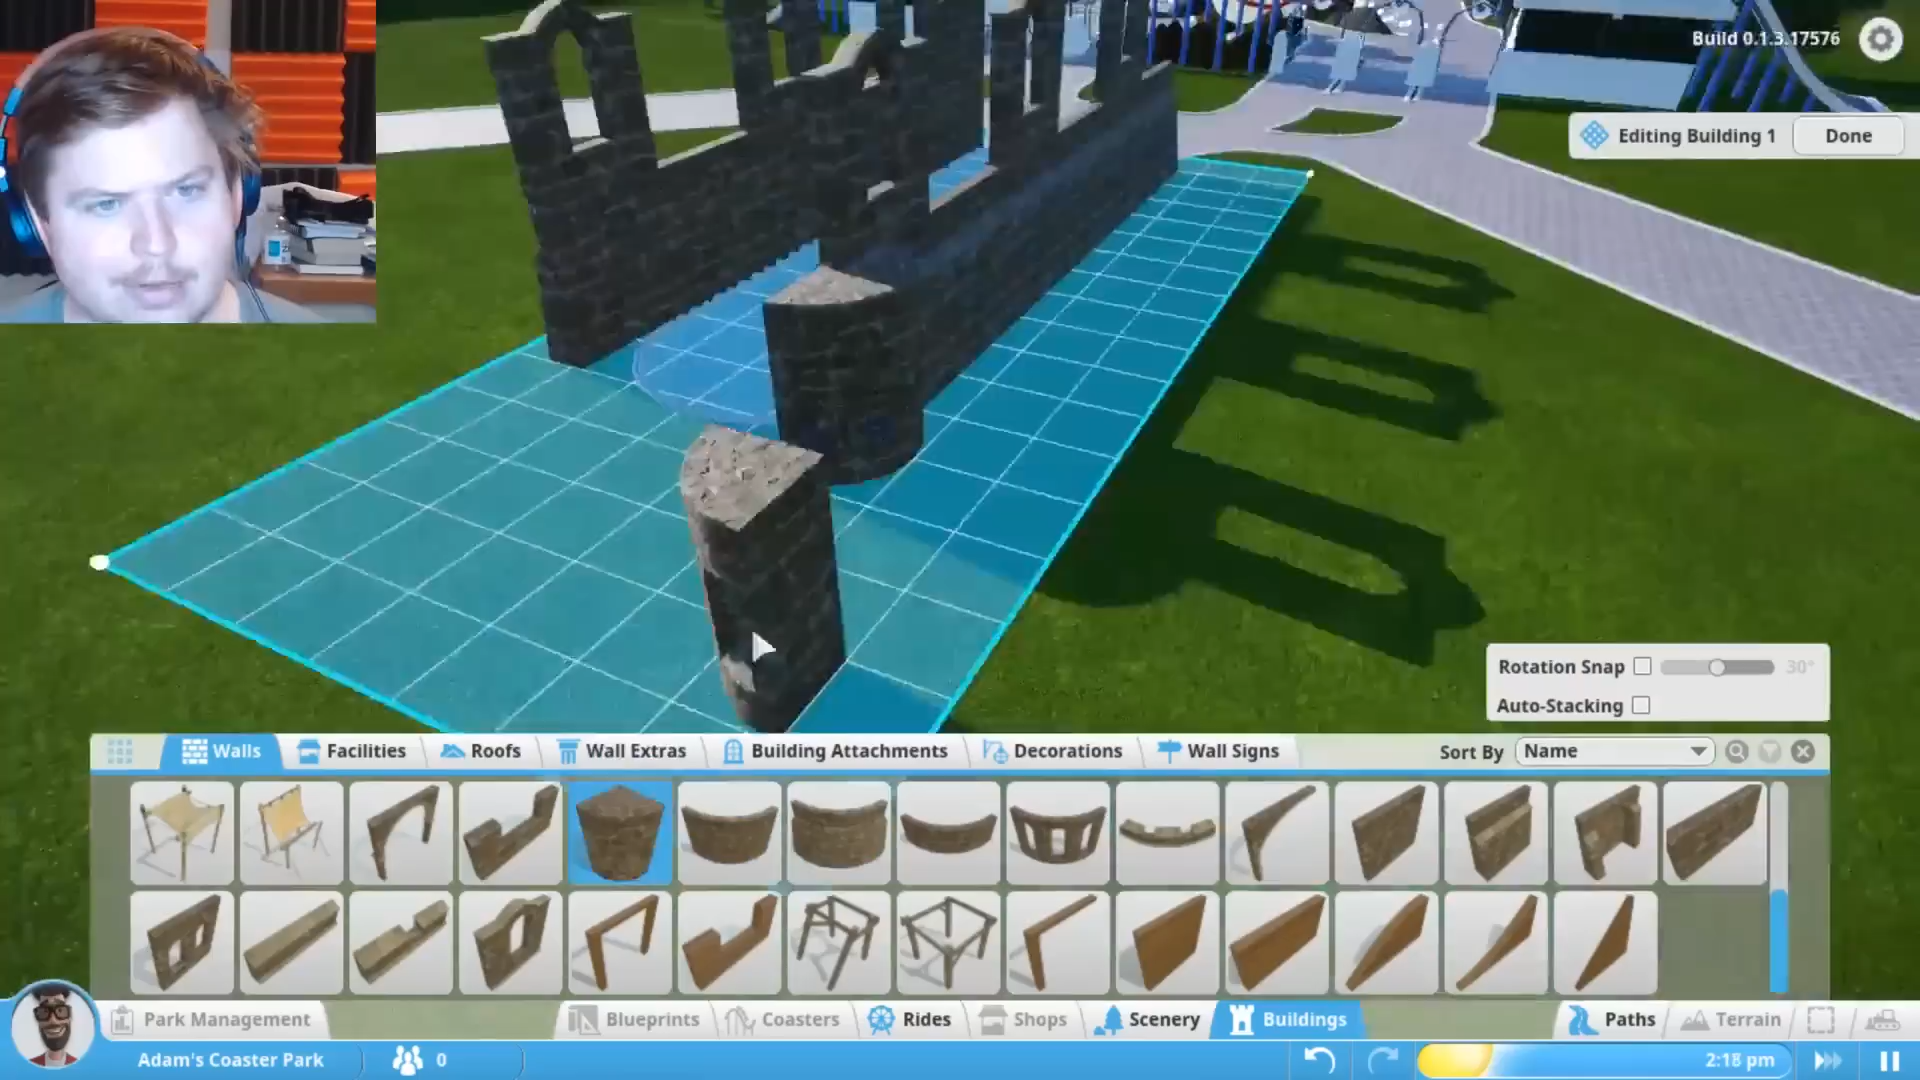 Build 0.1.3.17576
Editing Building 1 Done
Rotation Snap 30°
Auto-Stacking
Walls Facilities Roofs Wall Extras Building Attachments Decorations Wall Signs Sort By Name
Park Management Blueprints Coasters Rides Shops Scenery Buildings Paths Terrain
Adam's Coaster Park 0 2:18 pm